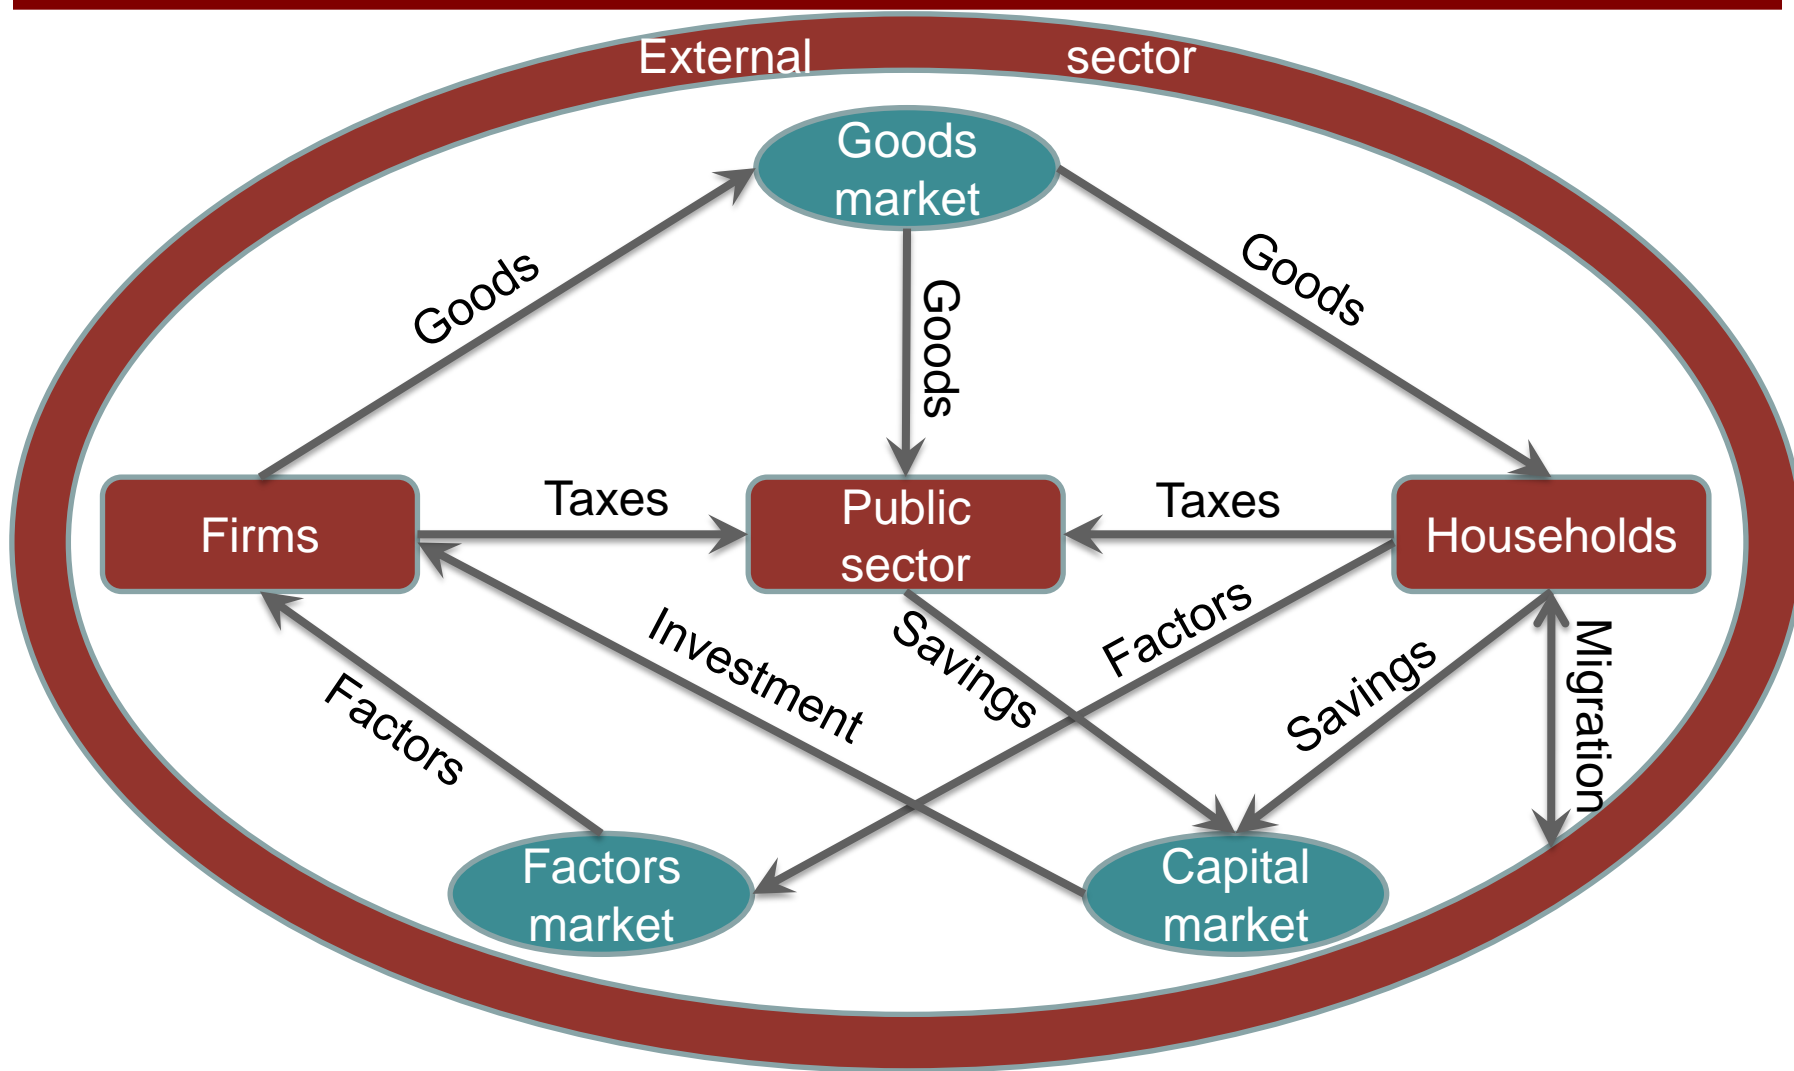 External sector
Goods
market
Goods
Goods
Goods
Taxes
Taxes
Firms
Public
sector
Households
Investment
Savings
Factors
Savings
Migration
Factors
Factors
market
Capital
market